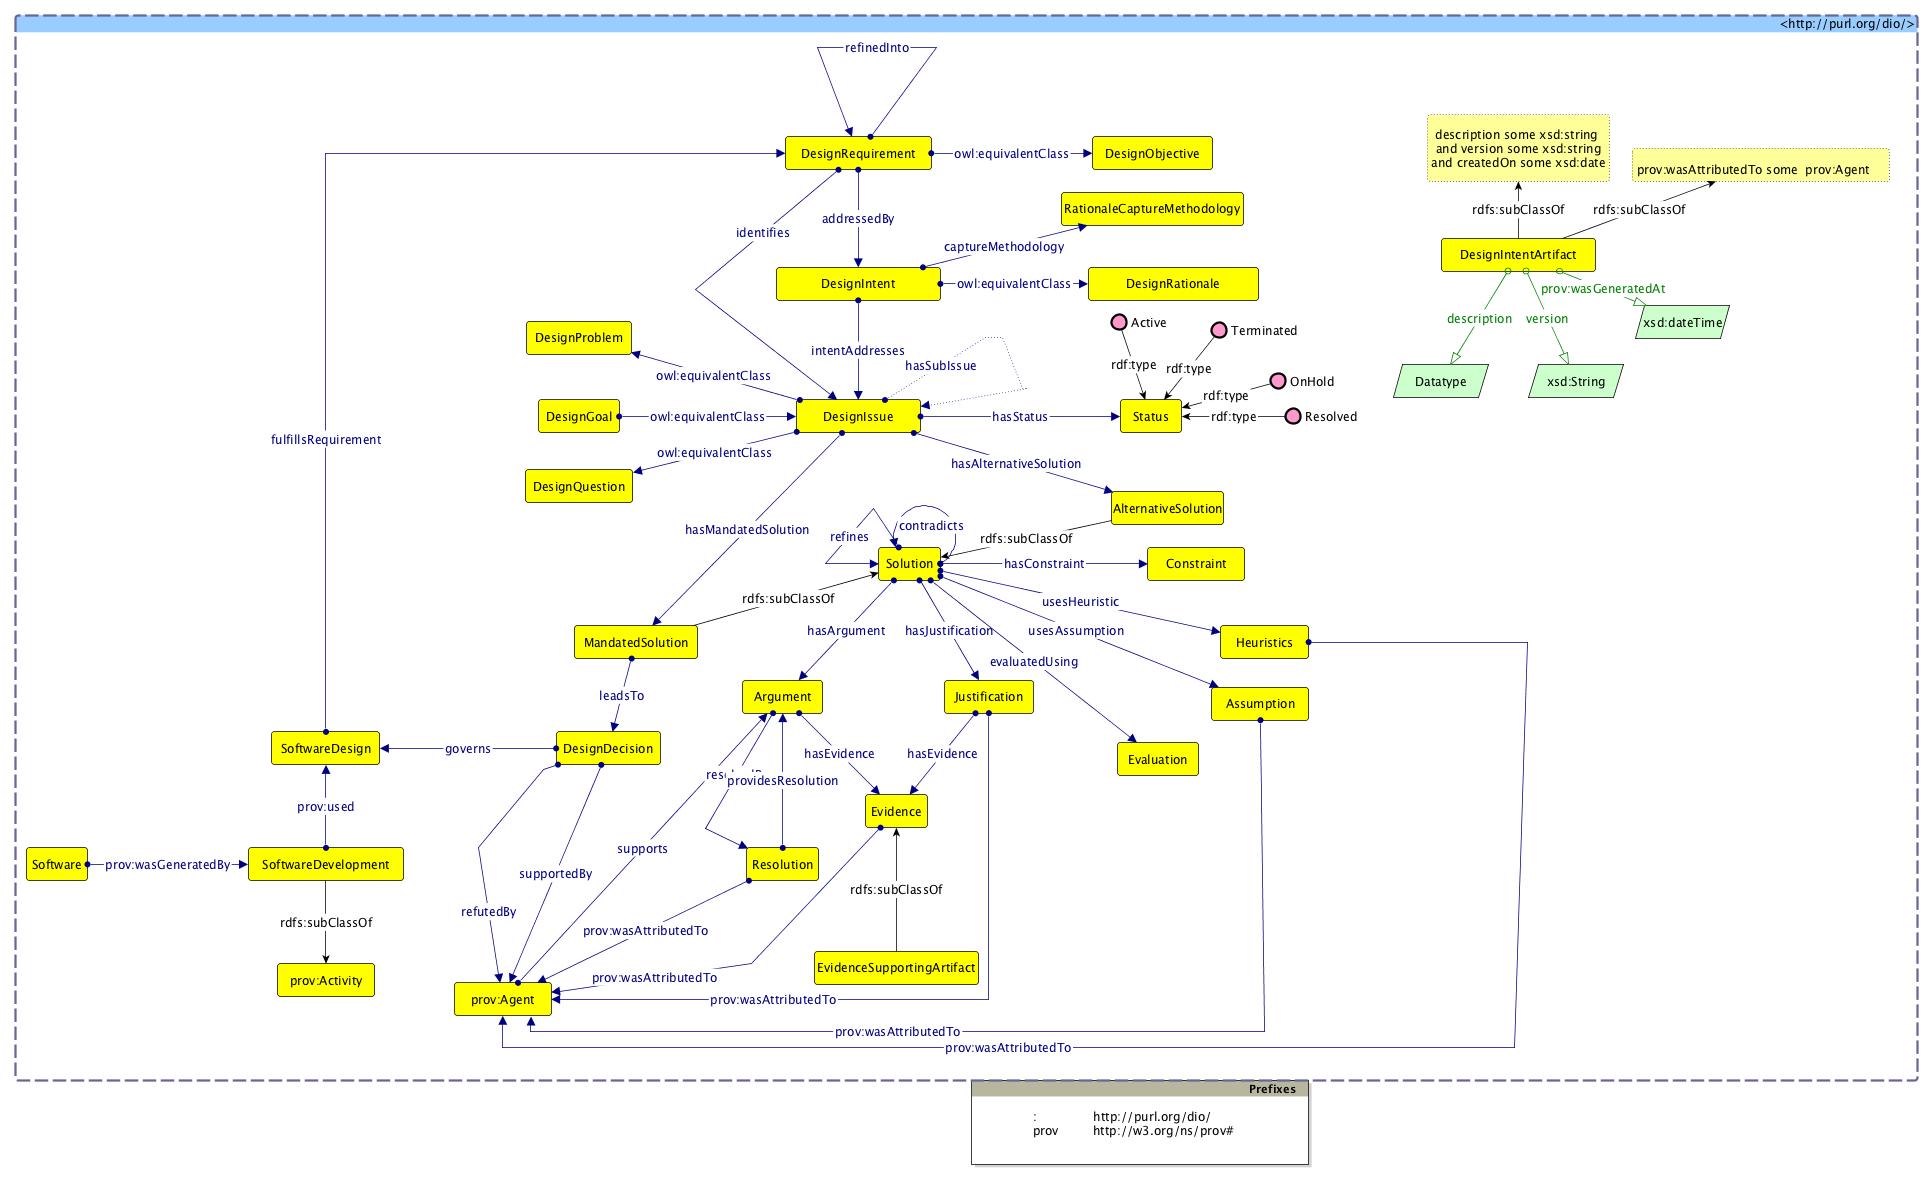 <http://purl.org/dio/>
refinedInto
DesignRequirement
owl:equivalentClass
DesignObjective
description some xsd:string
and version some xsd:string
and createdOn some xsd:date
prov:wasAttributedTo some prov:Agent
rdfs:subClassOf
rdfs:subClassOf
RationaleCaptureMethodology
addressedBy
identifies
captureMethodology
DesignIntentArtifact
DesignIntent
owl:equivalentClass
DesignRationale
prov:wasGeneratedAt
description
version
xsd:dateTime
Active
Terminated
DesignProblem
intentAddresses
hasSubIssue
rdf:type
rdf:type
owl:equivalentClass
OnHold
Datatype
xsd:String
rdf:type
DesignGoal
owl:equivalentClass
DesignIssue
hasStatus
Status
rdf:type
Resolved
fulfillsRequirement
owl:equivalentClass
hasAlternativeSolution
DesignQuestion
AlternativeSolution
hasMandatedSolution
contradicts
refines
rdfs:subClassOf
Solution
hasConstraint
Constraint
rdfs:subClassOf
usesHeuristic
hasArgument
hasJustification
usesAssumption
MandatedSolution
Heuristics
evaluatedUsing
leadsTo
Argument
Justification
Assumption
SoftwareDesign
governs
DesignDecision
hasEvidence
hasEvidence
Evaluation
providesResolution
prov:used
Evidence
supports
Software
prov:wasGeneratedBy
SoftwareDevelopment
Resolution
supportedBy
rdfs:subClassOf
refutedBy
rdfs:subClassOf
prov:wasAttributedTo
EvidenceSupportingArtifact
prov:Activity
prov:wasAttributedTo
prov:Agent
prov:wasAttributedTo
prov:wasAttributedTo
prov:wasAttributedTo
Prefixes
: http://purl.org/dio/
prov http://w3.org/ns/prov#